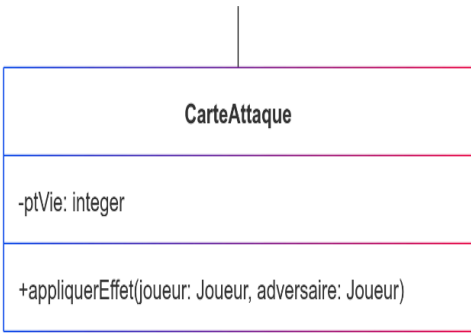 CarteAttaque
-ptVie: integer
+appliquerEffet(joueur: Joueur, adversaire: Joueur)